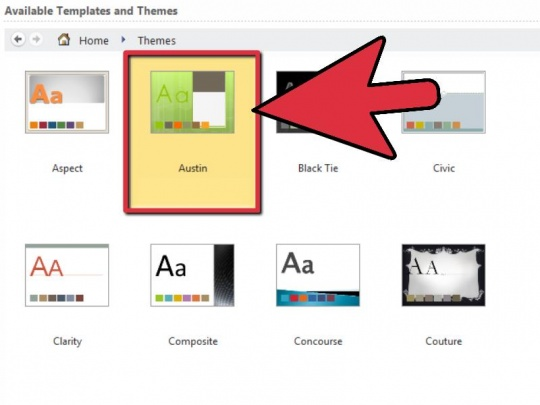 Available Templates and Themes
Home Themes
Aa Aa A Aa
Aspect Austin Black Tie Civic
AA Aa Aa AA
Clarity Composite Concourse Couture